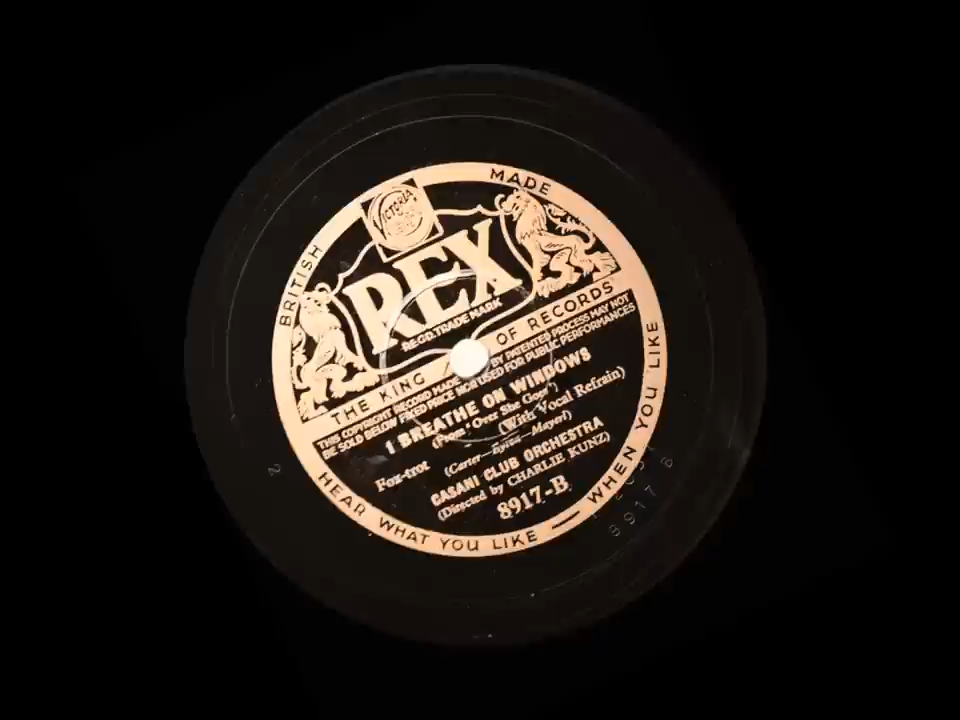 BRITISH MADE
VICTORIA
REX
REGD. TRADE MARK
THE KING OF RECORDS
THIS COPYRIGHT RECORD MADE BY PATENTED PROCESS MAY NOT
BE SOLD BELOW FIXED PRICE NOR USED FOR PUBLIC PERFORMANCES
I BREATHE ON WINDOWS
(From "Over She Goes")
Fox-trot (With Vocal Refrain)
(Carter—Mayerl)
CASANI CLUB ORCHESTRA
(Directed by CHARLIE KUNZ)
8917-B
HEAR WHAT YOU LIKE — WHEN YOU LIKE
2
8917 B